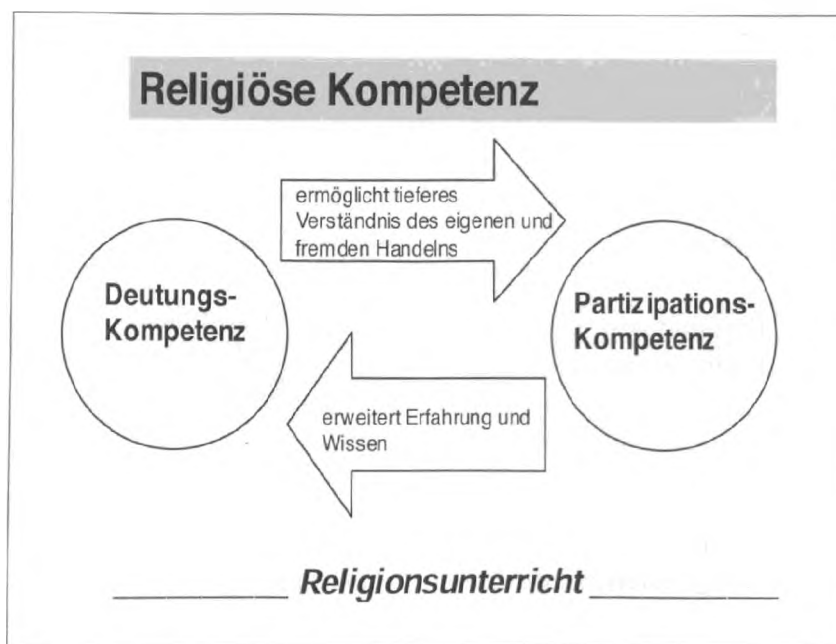 Religiöse Kompetenz
ermöglicht tieferes
Verständnis des eigenen und
fremden Handelns
Deutungs-
Kompetenz
Partizipations-
Kompetenz
erweitert Erfahrung und
Wissen
Religionsunterricht